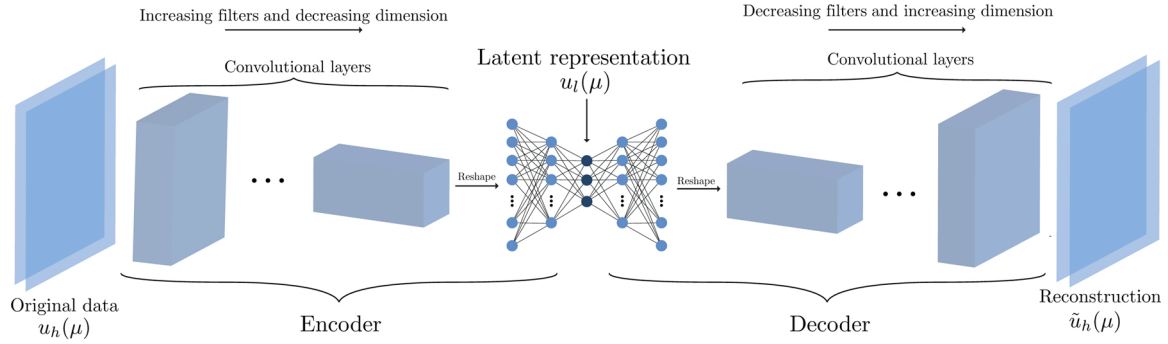 Increasing filters and decreasing dimension
Decreasing filters and increasing dimension
Convolutional layers
Latent representation
u_l(μ)
Convolutional layers
Reshape
Reshape
Original data
u_h(μ)
Encoder
Decoder
Reconstruction
ũ_h(μ)